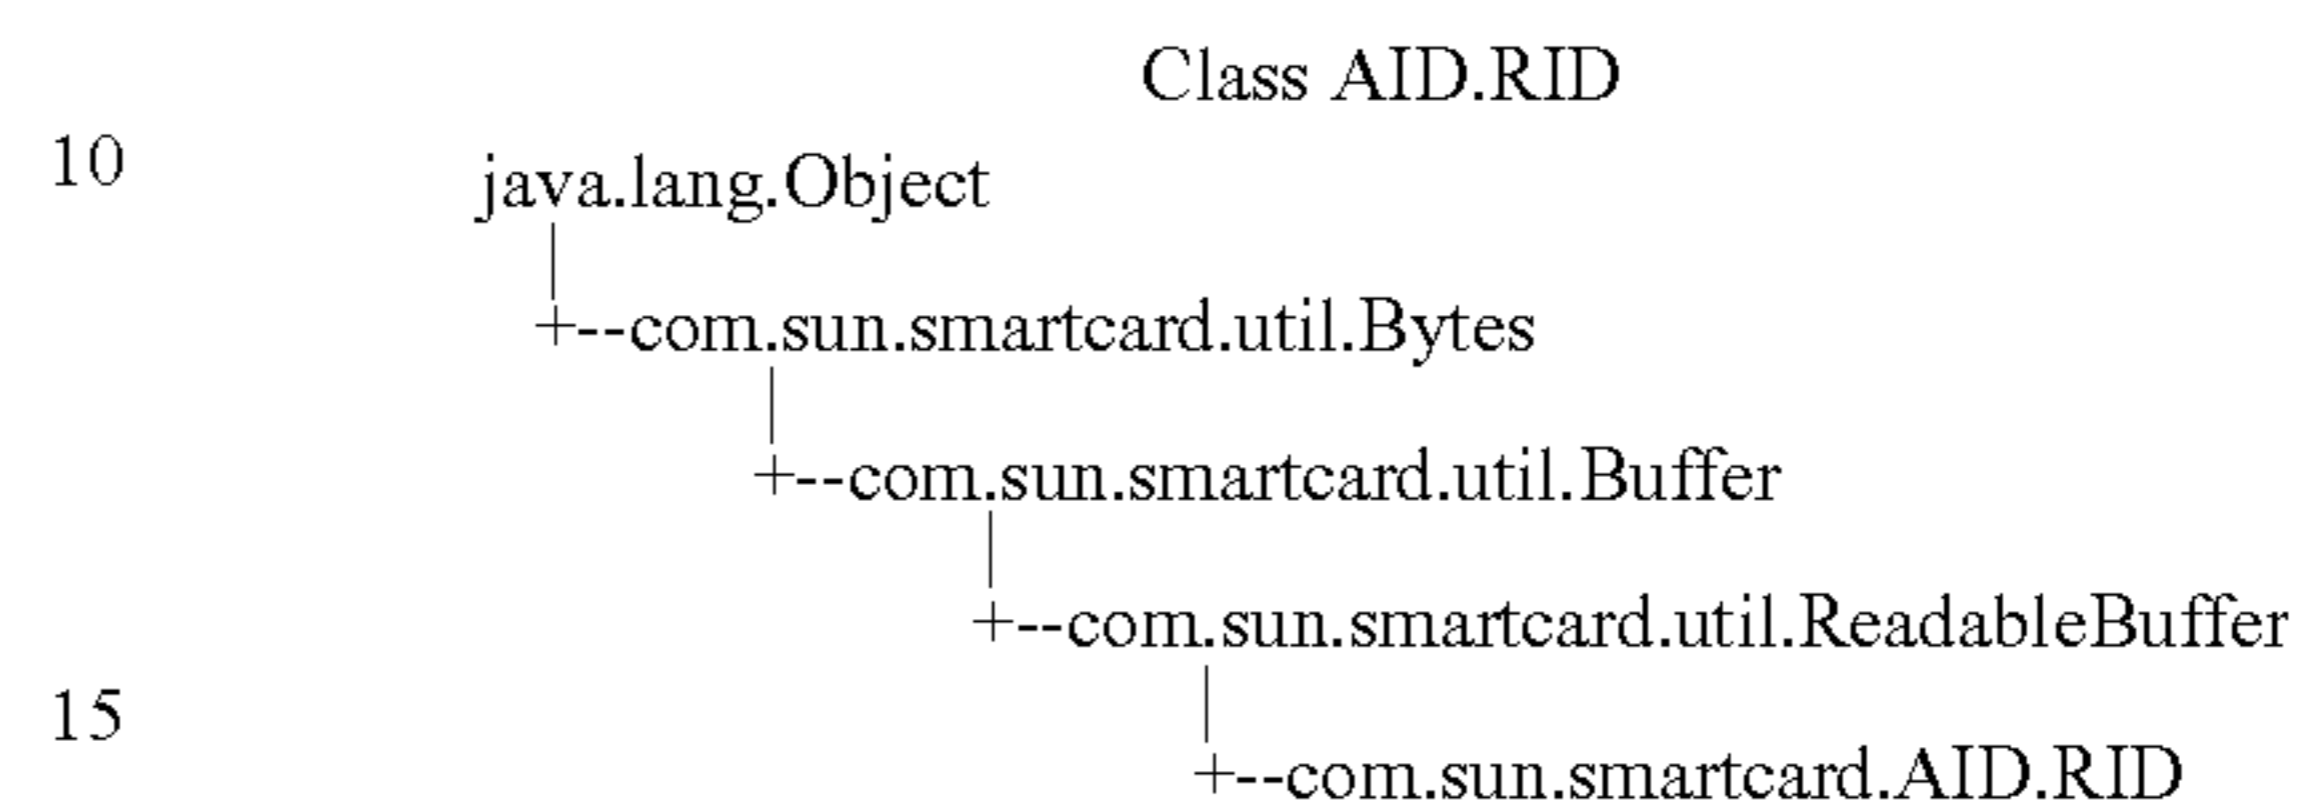 Class AID.RID
10
java.lang.Object
|
+--com.sun.smartcard.util.Bytes
|
+--com.sun.smartcard.util.Buffer
|
+--com.sun.smartcard.util.ReadableBuffer
|
15
+--com.sun.smartcard.AID.RID